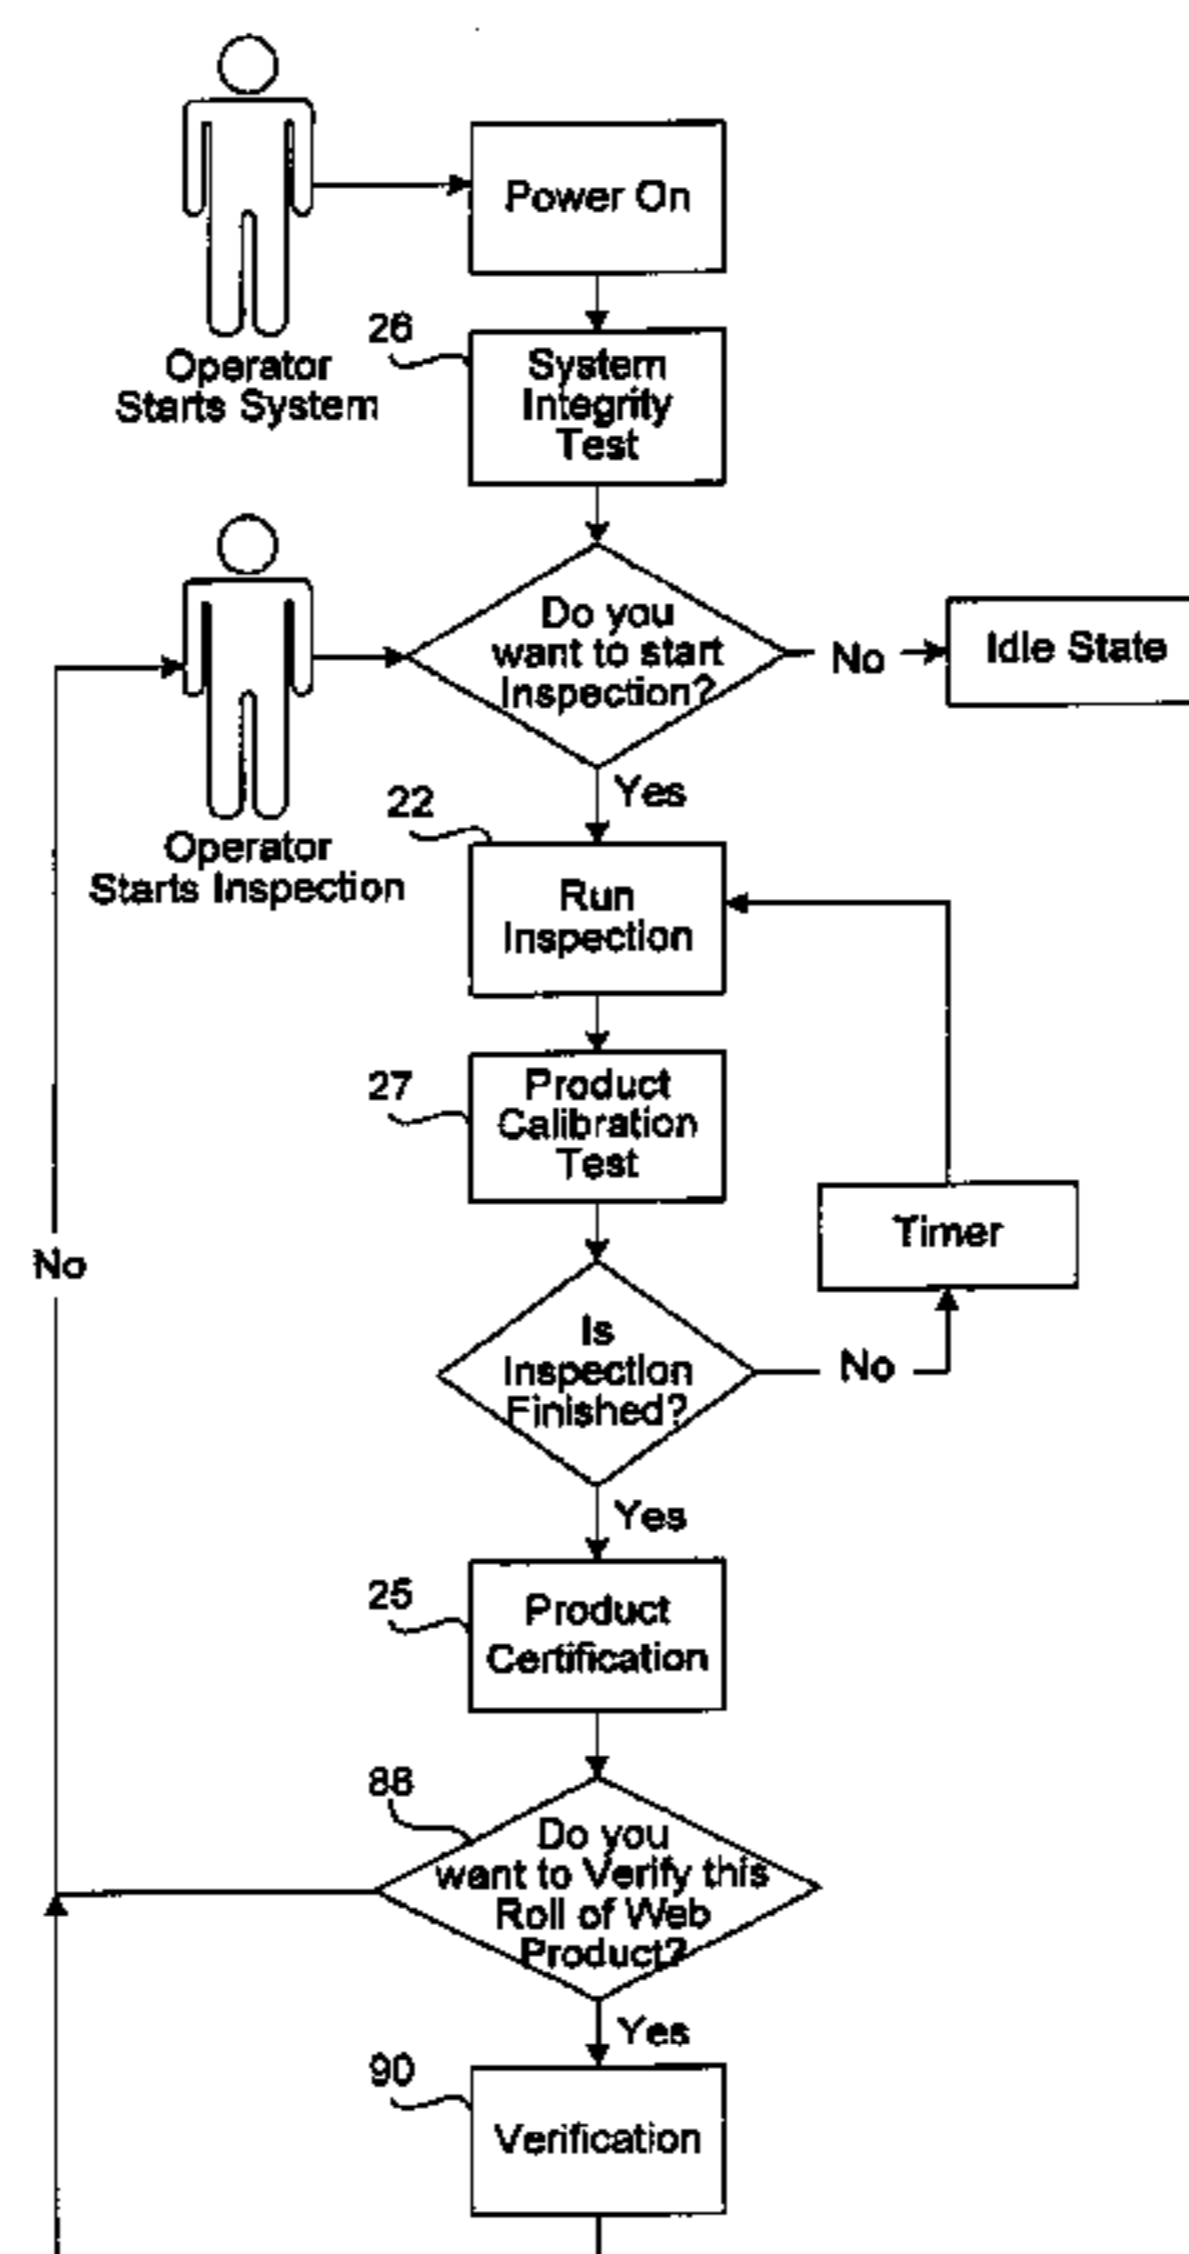 Power On
Operator
Starts System
26
System
Integrity
Test
Do you
want to start
Inspection?
No
Idle State
Yes
Operator
Starts Inspection
22
Run
Inspection
27
Product
Calibration
Test
Timer
No
Is
Inspection
Finished?
No
Yes
25
Product
Certification
88
Do you
want to Verify this
Roll of Web
Product?
Yes
90
Verification